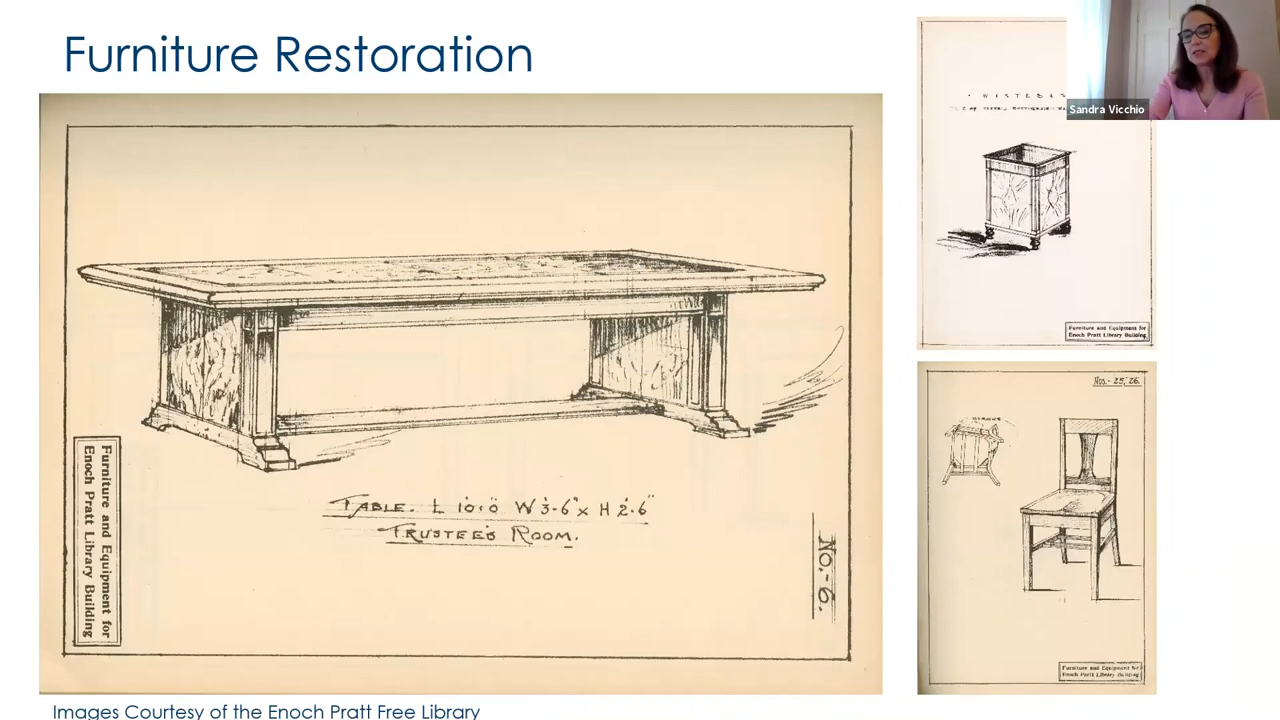 Furniture Restoration
Furniture and Equipment for
Enoch Pratt Library Building
TABLE. L 10'.0" W 3'-6" x H 2'.6"
TRUSTEE'S ROOM.
No.-6.
Images Courtesy of the Enoch Pratt Free Library
Sandra Vicchio
Furniture and Equipment for
Enoch Pratt Library Building
Nos.- 25, 26.
Furniture and Equipment for
Enoch Pratt Library Building